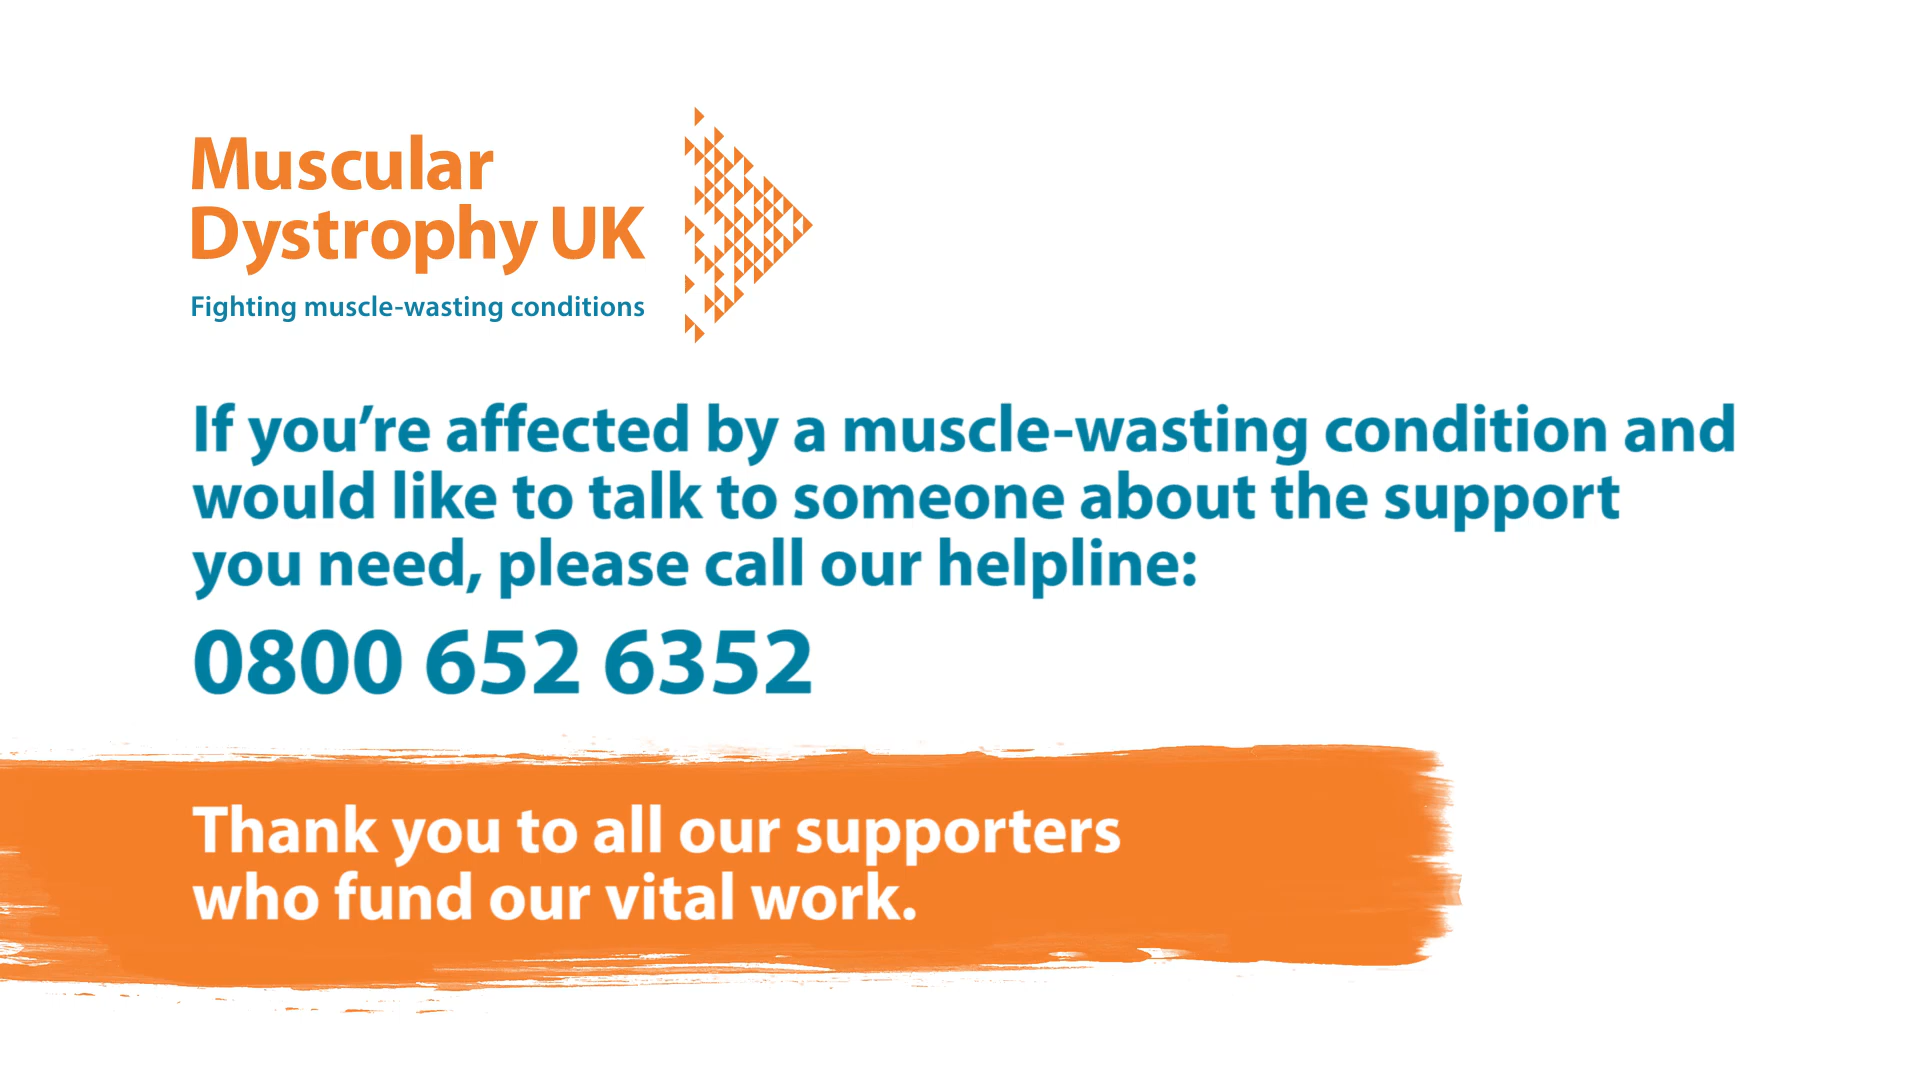 Muscular
Dystrophy UK
Fighting muscle-wasting conditions
If you’re affected by a muscle-wasting condition and
would like to talk to someone about the support
you need, please call our helpline:
0800 652 6352
Thank you to all our supporters
who fund our vital work.